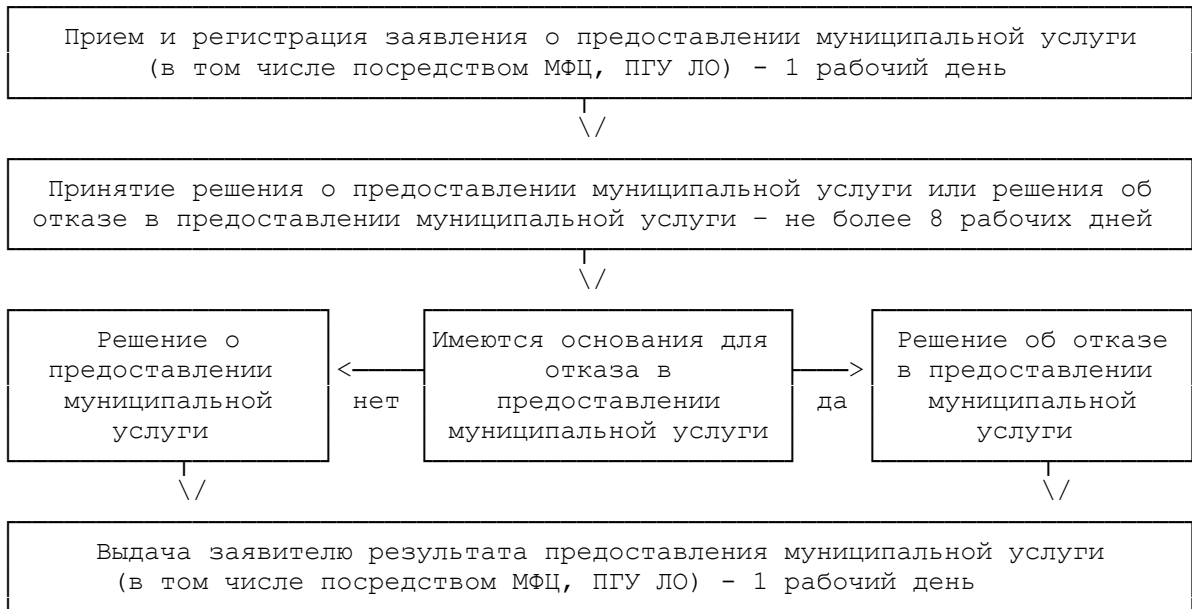 Прием и регистрация заявления о предоставлении муниципальной услуги
(в том числе посредством МФЦ, ПГУ ЛО) - 1 рабочий день
Принятие решения о предоставлении муниципальной услуги или решения об
отказе в предоставлении муниципальной услуги – не более 8 рабочих дней
Решение о
предоставлении
муниципальной
услуги
нет
Имеются основания для
отказа в
предоставлении
муниципальной услуги
да
Решение об отказе
в предоставлении
муниципальной
услуги
Выдача заявителю результата предоставления муниципальной услуги
(в том числе посредством МФЦ, ПГУ ЛО) - 1 рабочий день